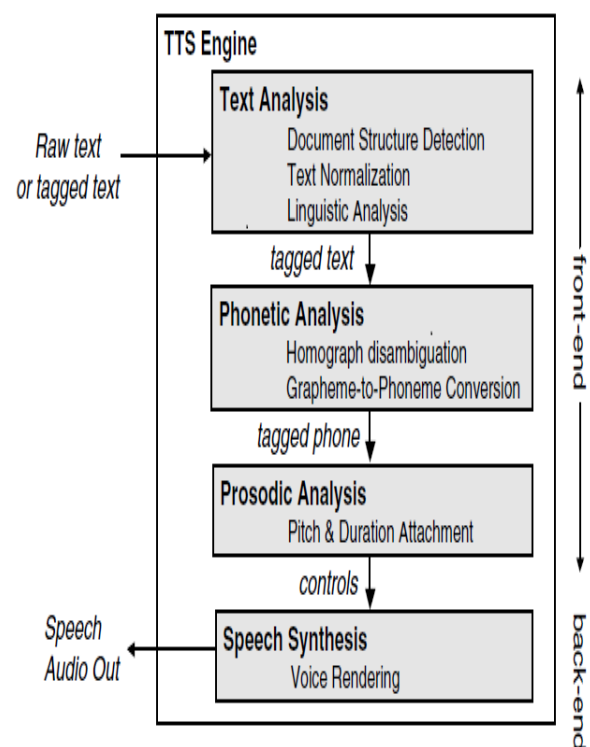 TTS Engine
Text Analysis
Document Structure Detection
Text Normalization
Linguistic Analysis
Raw text
or tagged text
tagged text
Phonetic Analysis
Homograph disambiguation
Grapheme-to-Phoneme Conversion
tagged phone
Prosodic Analysis
Pitch & Duration Attachment
controls
Speech Synthesis
Voice Rendering
Speech
Audio Out
front-end
back-end